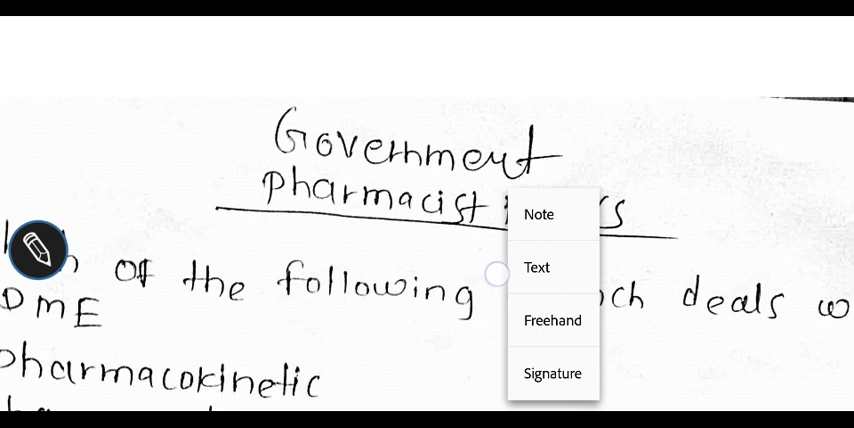 Government
Pharmacist
Note
of the following
Text
deals
DME
Freehand
pharmacokinetic
Signature